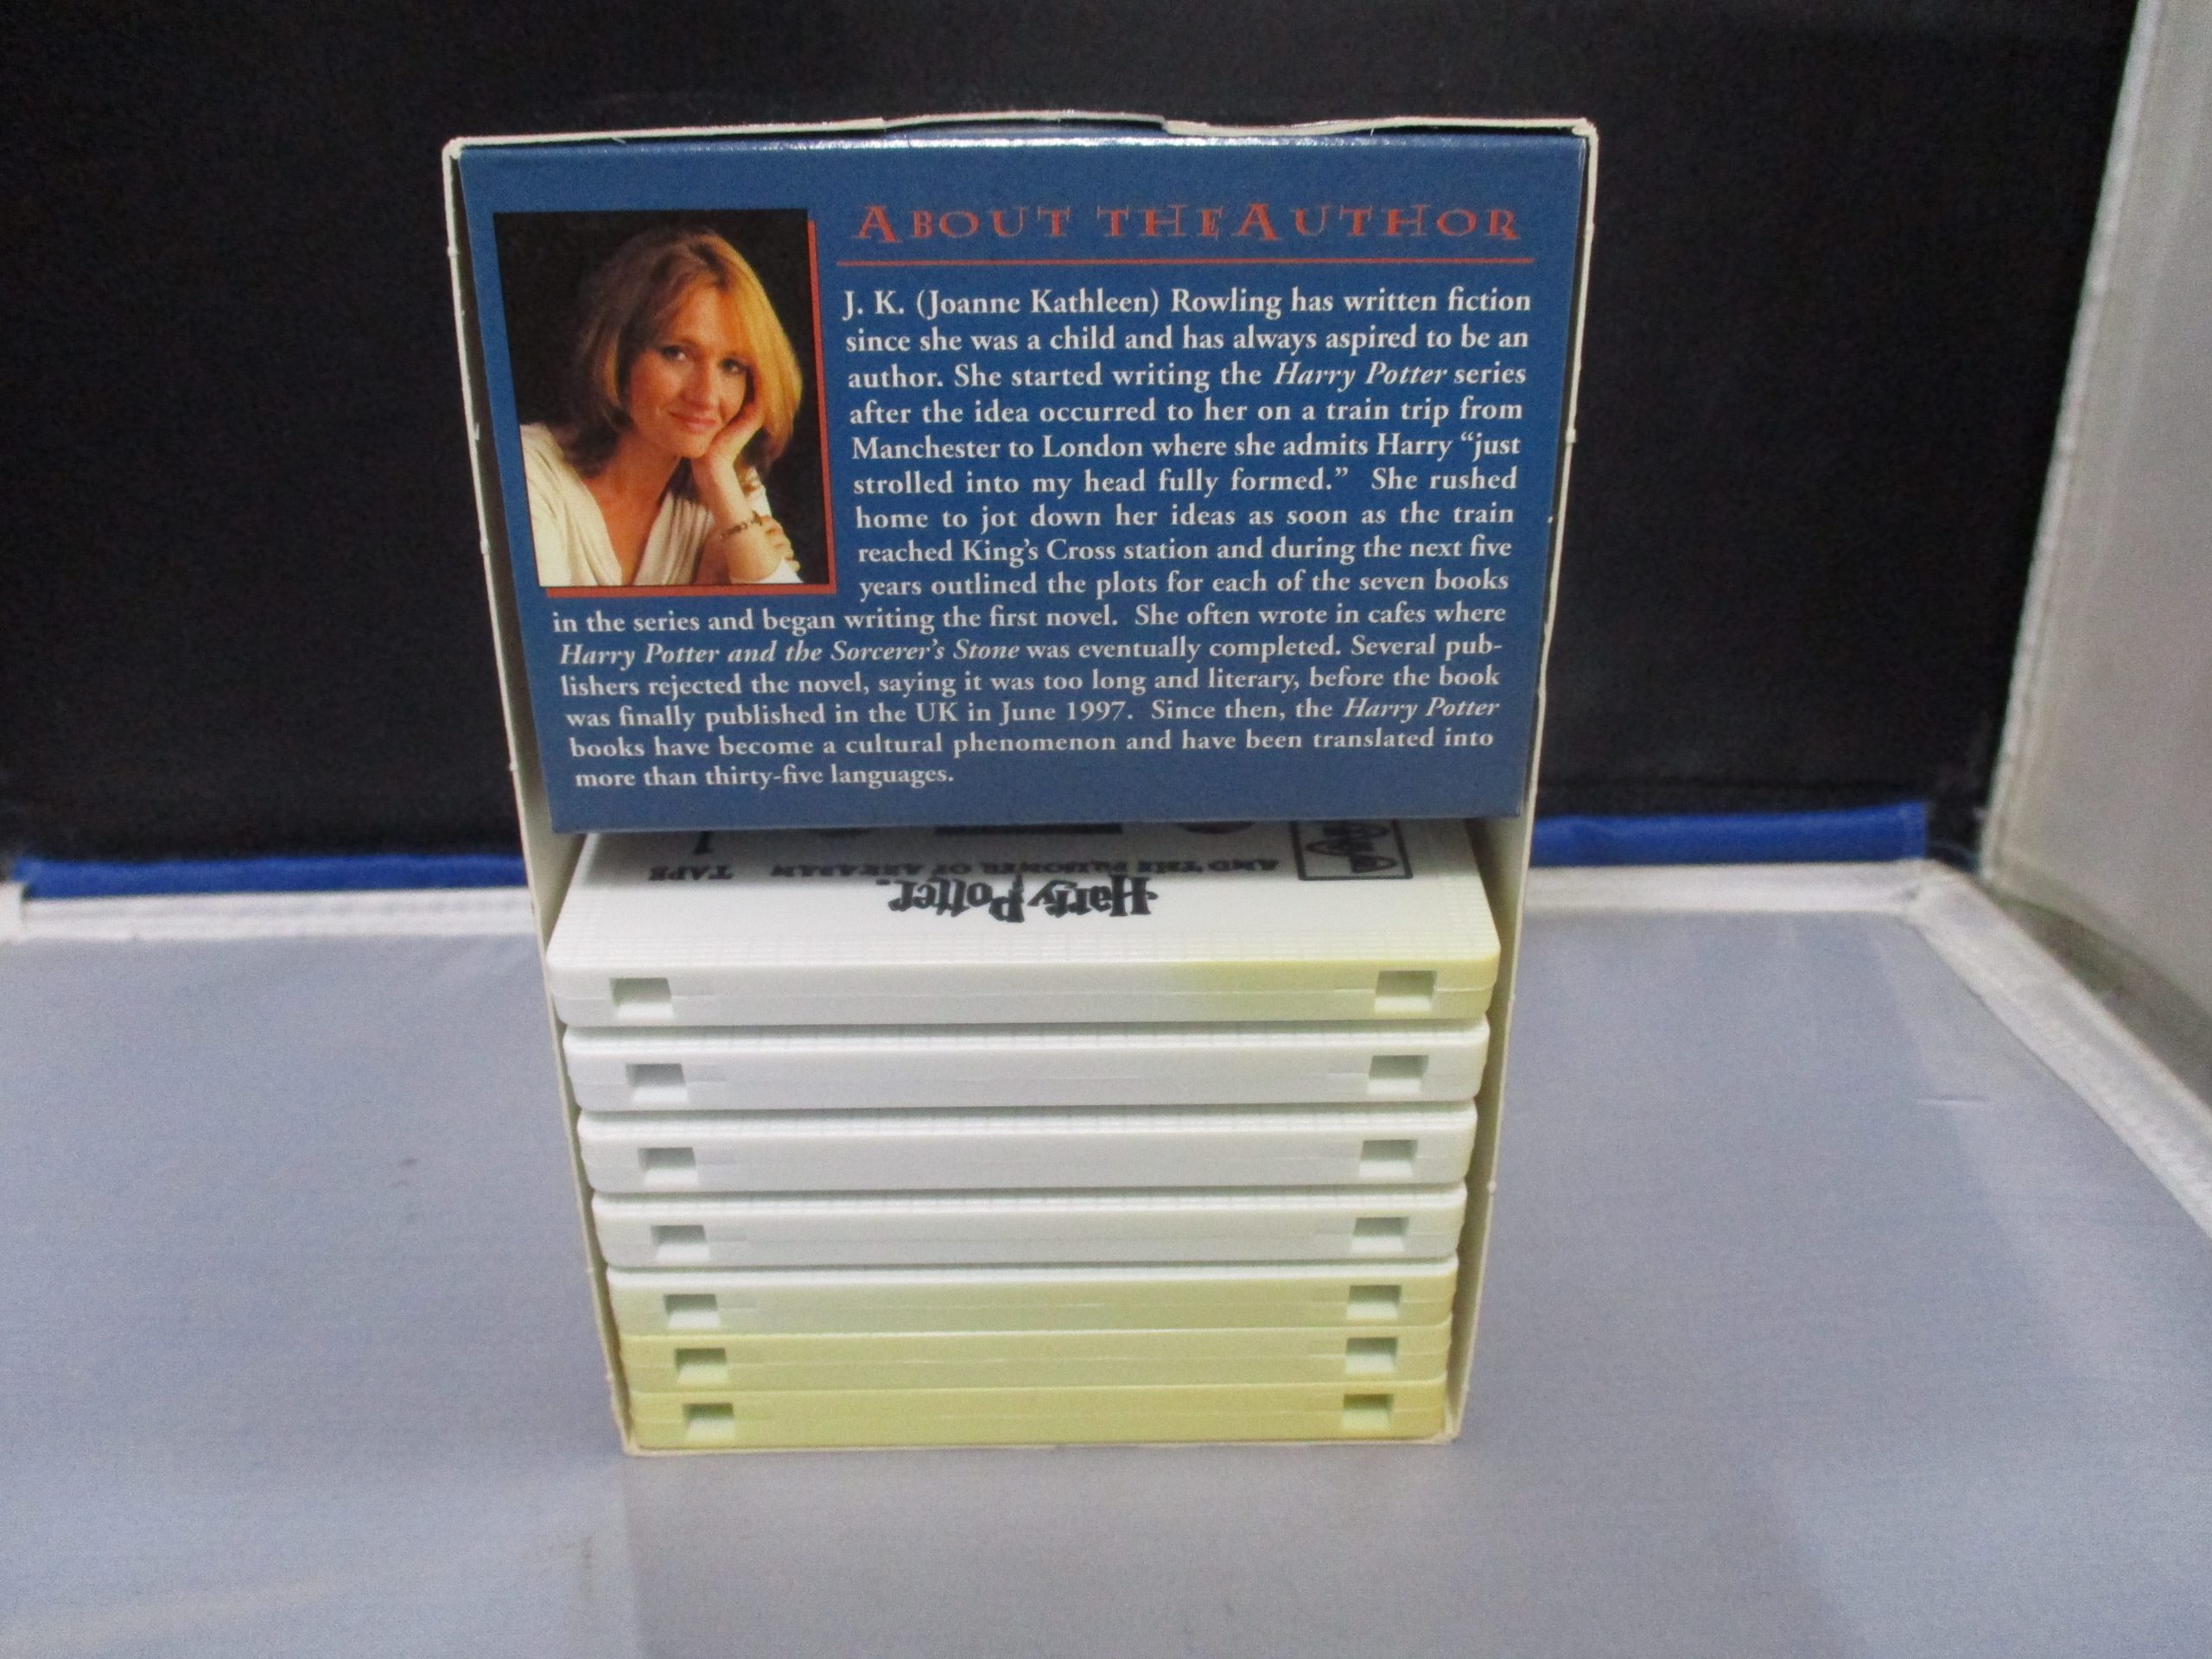 ABOUT THE AUTHOR
J. K. (Joanne Kathleen) Rowling has written fiction
since she was a child and has always aspired to be an
author. She started writing the Harry Potter series
after the idea occurred to her on a train trip from
Manchester to London where she admits Harry “just
strolled into my head fully formed.” She rushed
home to jot down her ideas as soon as the train
reached King’s Cross station and during the next five
years outlined the plots for each of the seven books
in the series and began writing the first novel. She often wrote in cafes where
Harry Potter and the Sorcerer’s Stone was eventually completed. Several pub-
lishers rejected the novel, saying it was too long and literary, before the book
was finally published in the UK in June 1997. Since then, the Harry Potter
books have become a cultural phenomenon and have been translated into
more than thirty-five languages.
Harry Potter
AND THE PRISONER OF AZKABAN TAPE
1